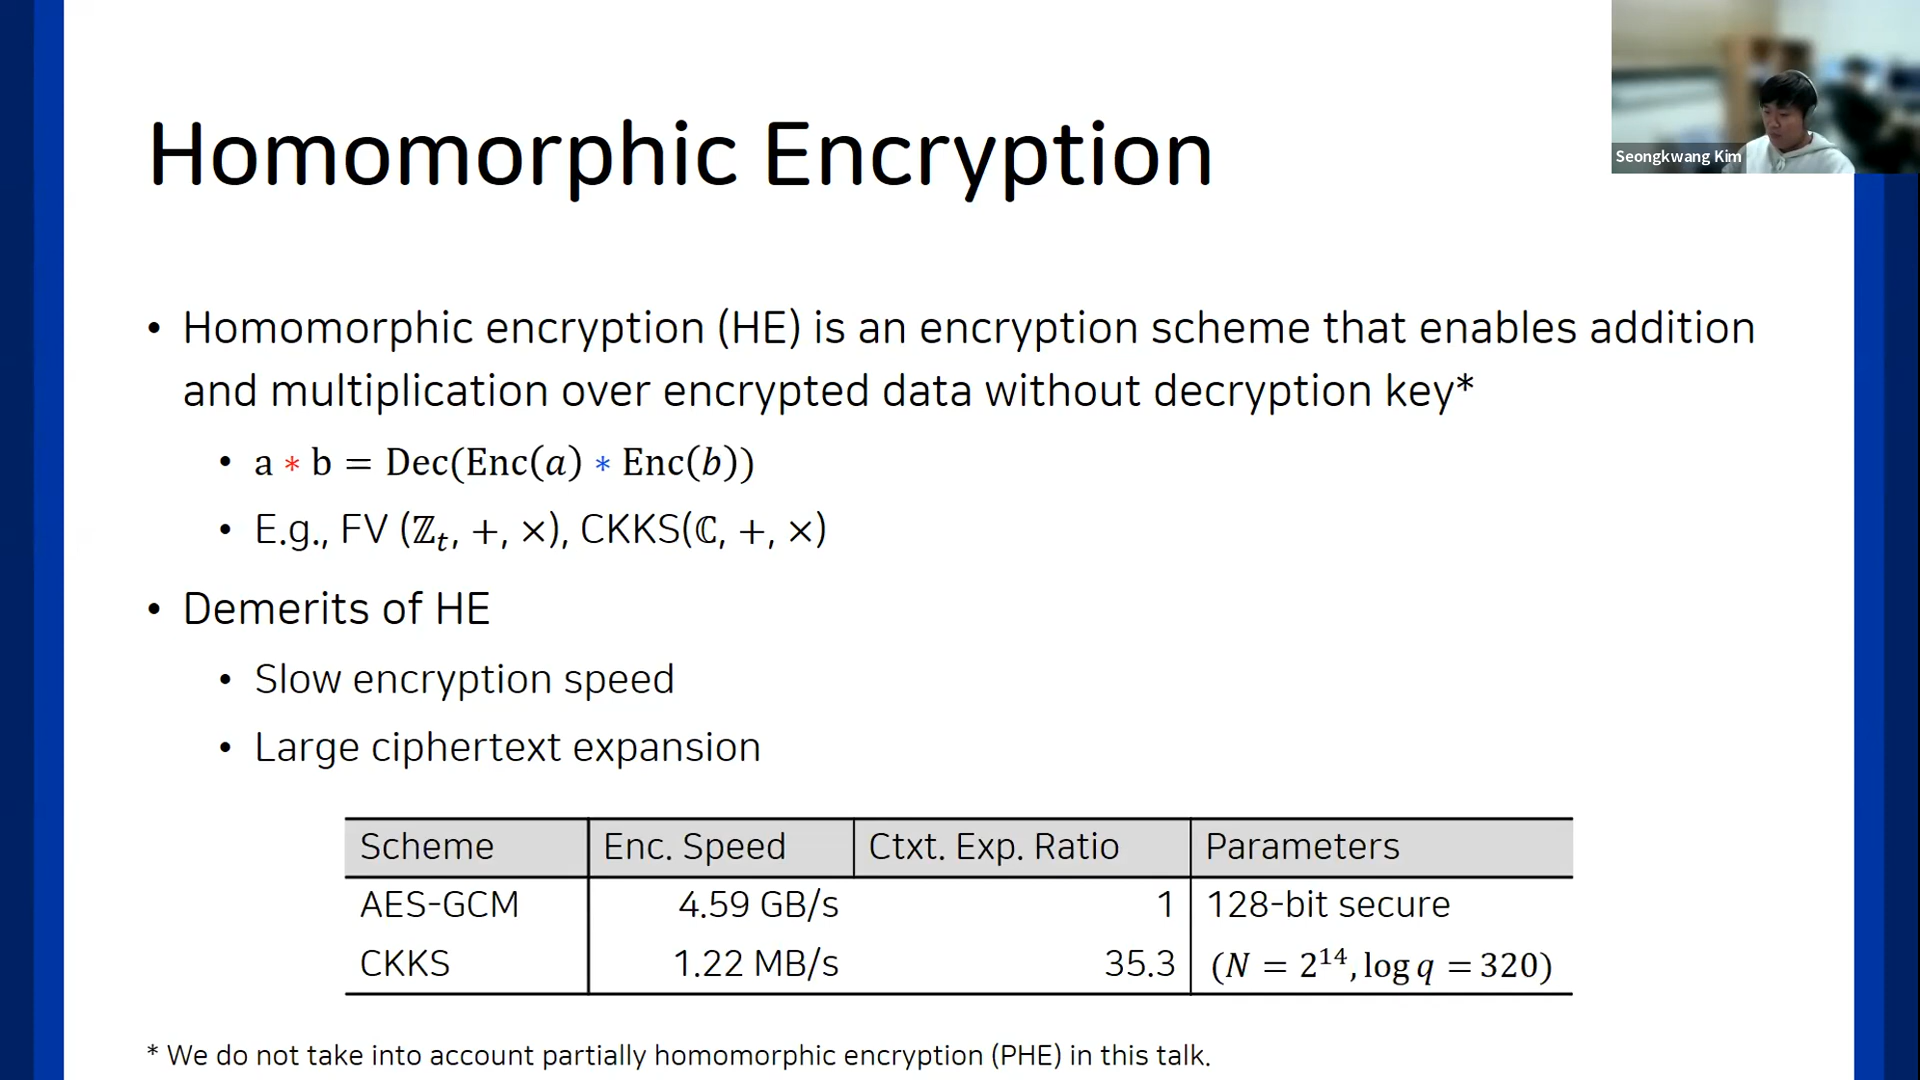 Homomorphic Encryption
Seongkwang Kim
• Homomorphic encryption (HE) is an encryption scheme that enables addition
and multiplication over encrypted data without decryption key*
• a * b = Dec(Enc(a) * Enc(b))
• E.g., FV (ℤₜ, +, ×), CKKS(ℂ, +, ×)
• Demerits of HE
• Slow encryption speed
• Large ciphertext expansion
Scheme Enc. Speed Ctxt. Exp. Ratio Parameters
AES-GCM 4.59 GB/s 1 128-bit secure
CKKS 1.22 MB/s 35.3 (N = 2¹⁴, log q = 320)
* We do not take into account partially homomorphic encryption (PHE) in this talk.